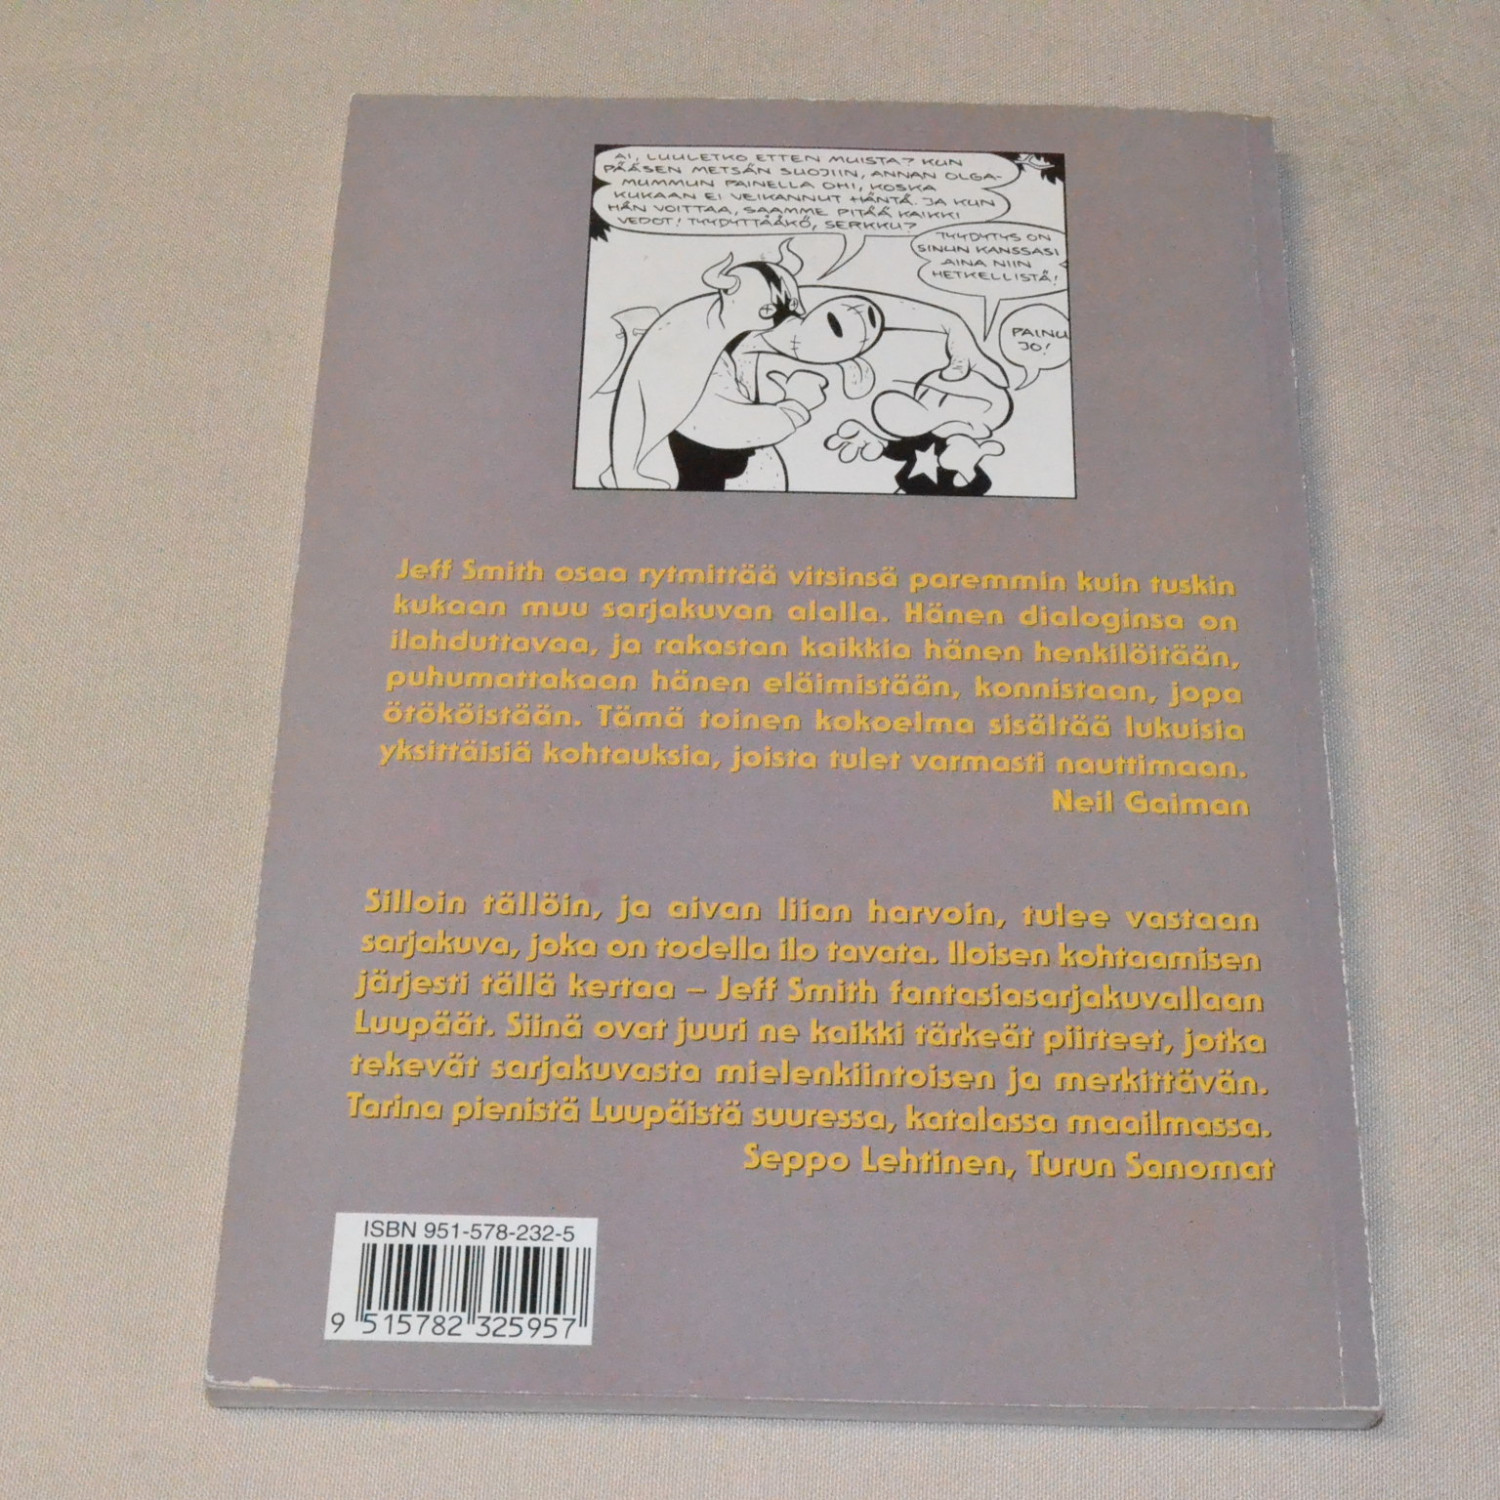 AI, LUULETKO ETTEN MUISTA? KUN
PÄÄSEN METSÄN SUOJIIN, ANNAN OLGA-
MUMMUN PAINELLA OHI, KOSKA
KUKAAN EI VEIKANNUT HÄNTÄ. JA KUN
HÄN VOITTAA, SAAMME PITÄÄ KAIKKI
VEDOT! TYYDYTTÄÄKÖ, SERKKU?
TYYDYTYS ON
SINUN KANSSASI
AINA NIIN
HETKELLISTÄ!
PAINU
JO!
Jeff Smith osaa rytmittää vitsinsä paremmin kuin tuskin
kukaan muu sarjakuvan alalla. Hänen dialoginsa on
ilahduttavaa, ja rakastan kaikkia hänen henkilöitään,
puhumattakaan hänen eläimistään, konnistaan, jopa
ötököistään. Tämä toinen kokoelma sisältää lukuisia
yksittäisiä kohtauksia, joista tulet varmasti nauttimaan.
Neil Gaiman
Silloin tällöin, ja aivan liian harvoin, tulee vastaan
sarjakuva, joka on todella ilo tavata. Iloisen kohtaamisen
järjesti tällä kertaa – Jeff Smith fantasiasarjakuvallaan
Luupäät. Siinä ovat juuri ne kaikki tärkeät piirteet, jotka
tekevät sarjakuvasta mielenkiintoisen ja merkittävän.
Tarina pienistä Luupäistä suuressa, katalassa maailmassa.
Seppo Lehtinen, Turun Sanomat
ISBN 951-578-232-5
9 515782 325957